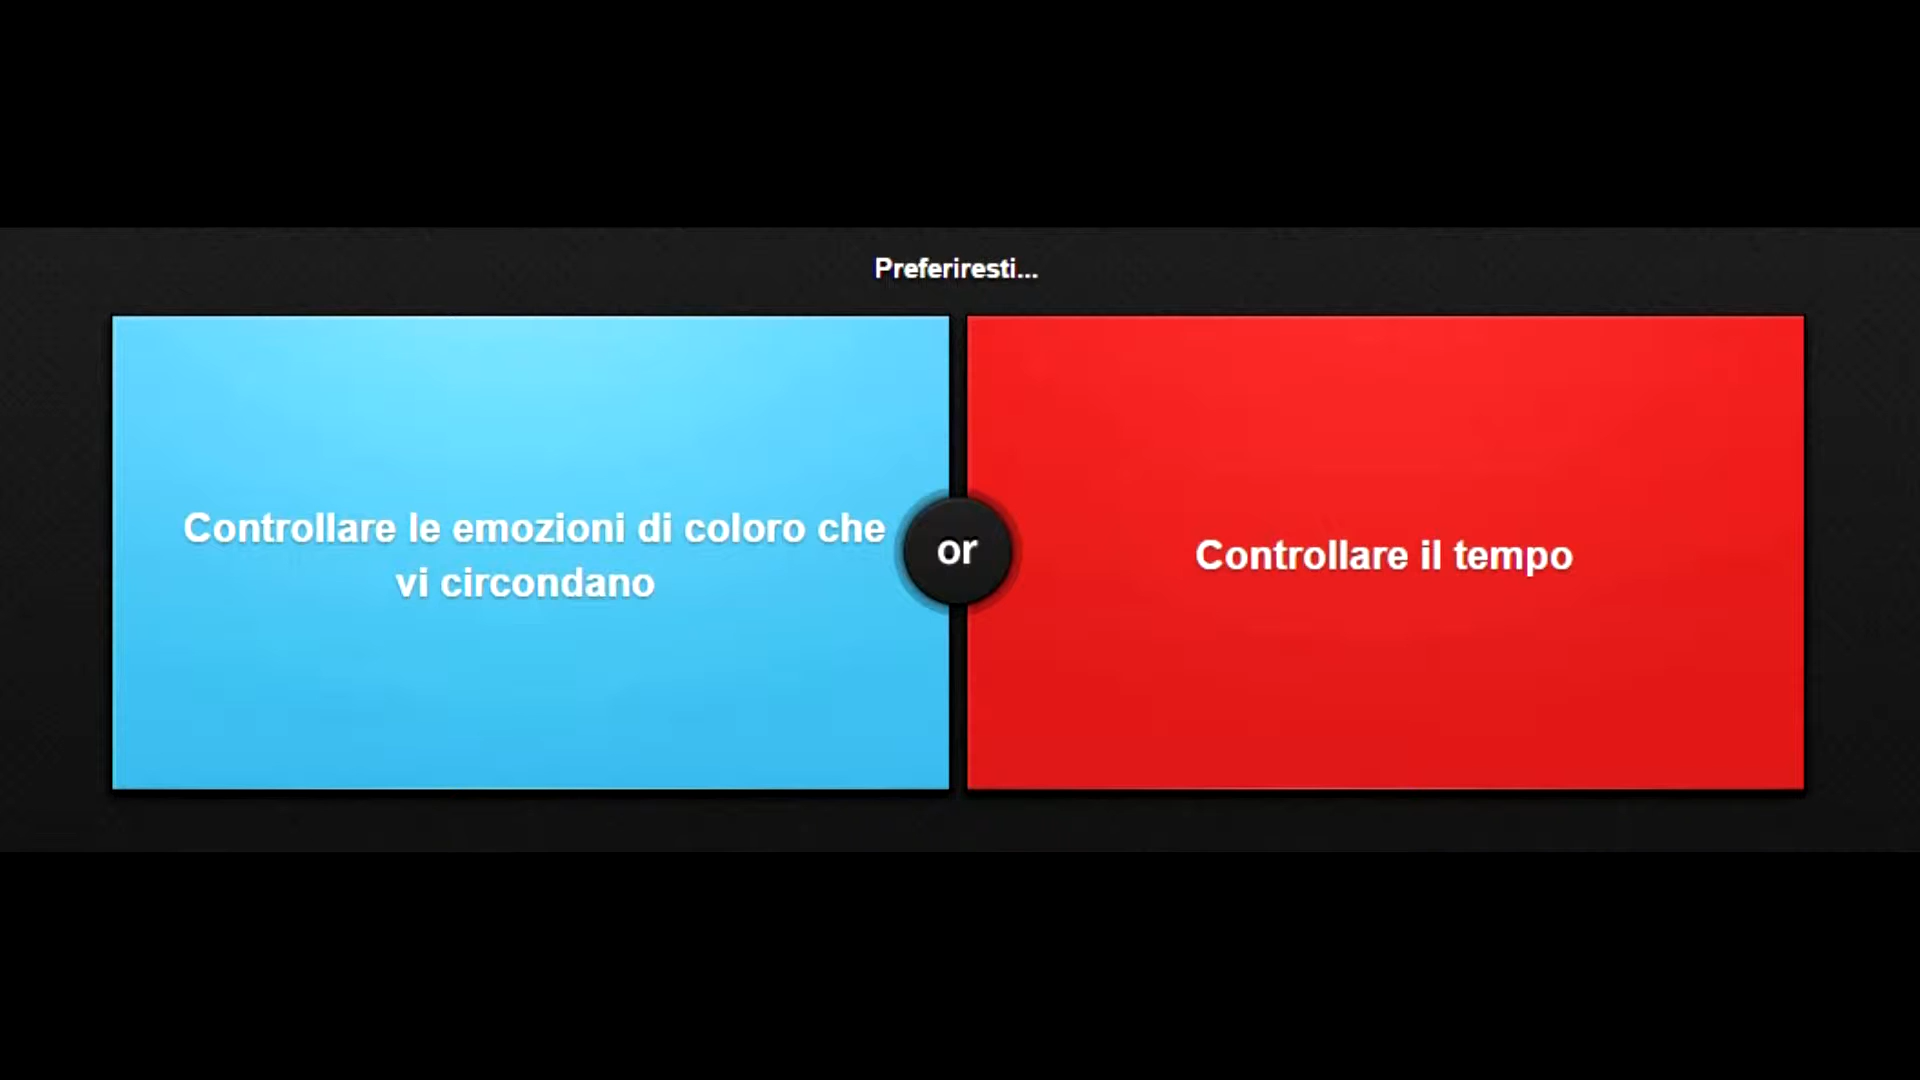 Preferiresti...
Controllare le emozioni di coloro che
vi circondano
or
Controllare il tempo